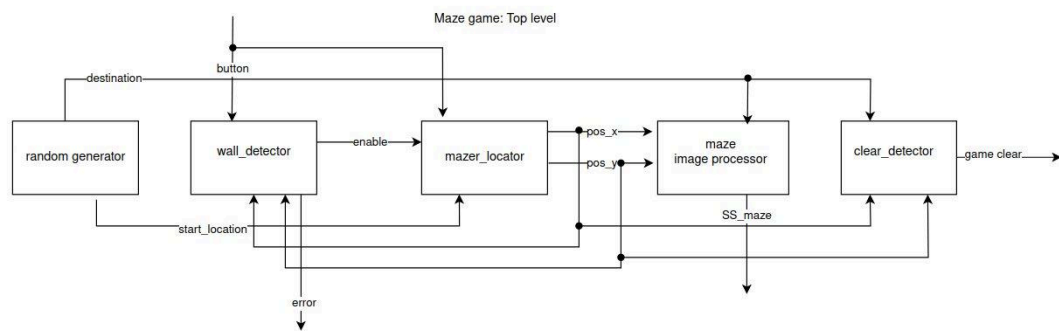 Maze game: Top level
button
destination
random generator
wall_detector
enable
mazer_locator
pos_x
pos_y
maze
image processor
clear_detector
game clear
start_location
SS_maze
error